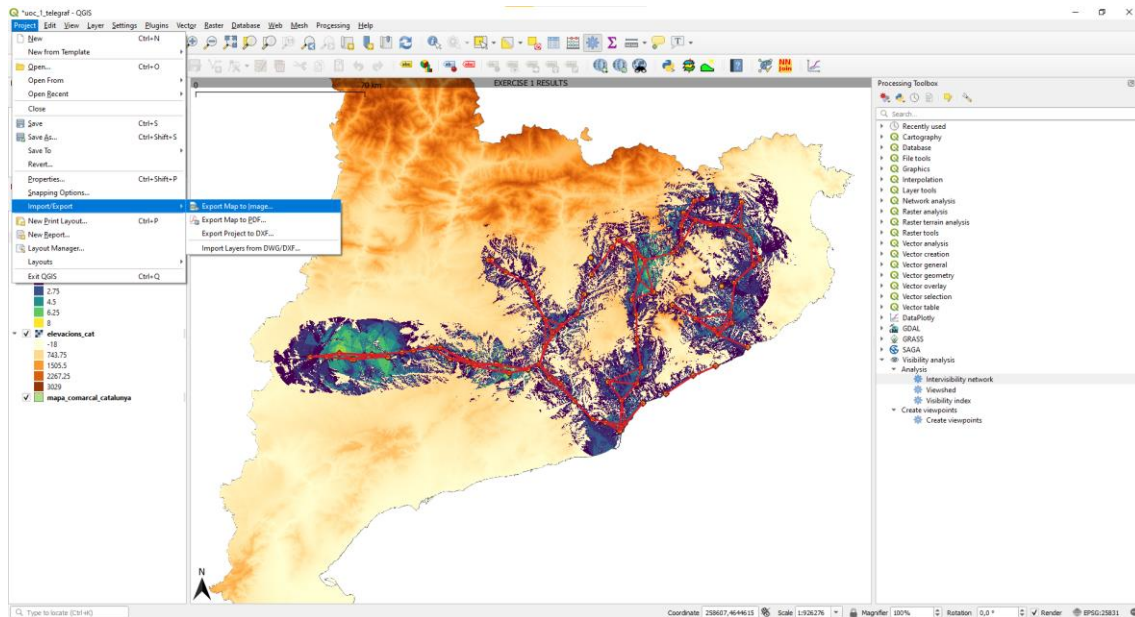 *uoc_1_telegraf - QGIS
Project Edit View Layer Settings Plugins Vector Raster Database Web Mesh Processing Help
New Ctrl+N
New from Template
Open... Ctrl+O
Open From
Open Recent
Close
Save Ctrl+S
Save As... Ctrl+Shift+S
Save To
Revert...
Properties... Ctrl+Shift+P
Snapping Options...
Import/Export
New Print Layout... Ctrl+P
New Report...
Layout Manager...
Layouts
Exit QGIS Ctrl+Q
Export Map to Image...
Export Map to PDF...
Export Project to DXF...
Import Layers from DWG/DXF...
2.75
4.5
6.25
8
elevacions_cat
-18
743.75
1505.5
2267.25
3029
mapa_comarcal_catalunya
0 70 km
EXERCISE 1 RESULTS
N
Processing Toolbox
Search...
Recently used
Cartography
Database
File tools
Graphics
Interpolation
Layer tools
Network analysis
Raster analysis
Raster terrain analysis
Raster tools
Vector analysis
Vector creation
Vector general
Vector geometry
Vector overlay
Vector selection
Vector table
DataPlotly
GDAL
GRASS
SAGA
Visibility analysis
Analysis
Intervisibility network
Viewshed
Visibility index
Create viewpoints
Create viewpoints
Type to locate (Ctrl+K)
Coordinate 258607,4644615 Scale 1:926276 Magnifier 100% Rotation 0,0 ° Render EPSG:25831